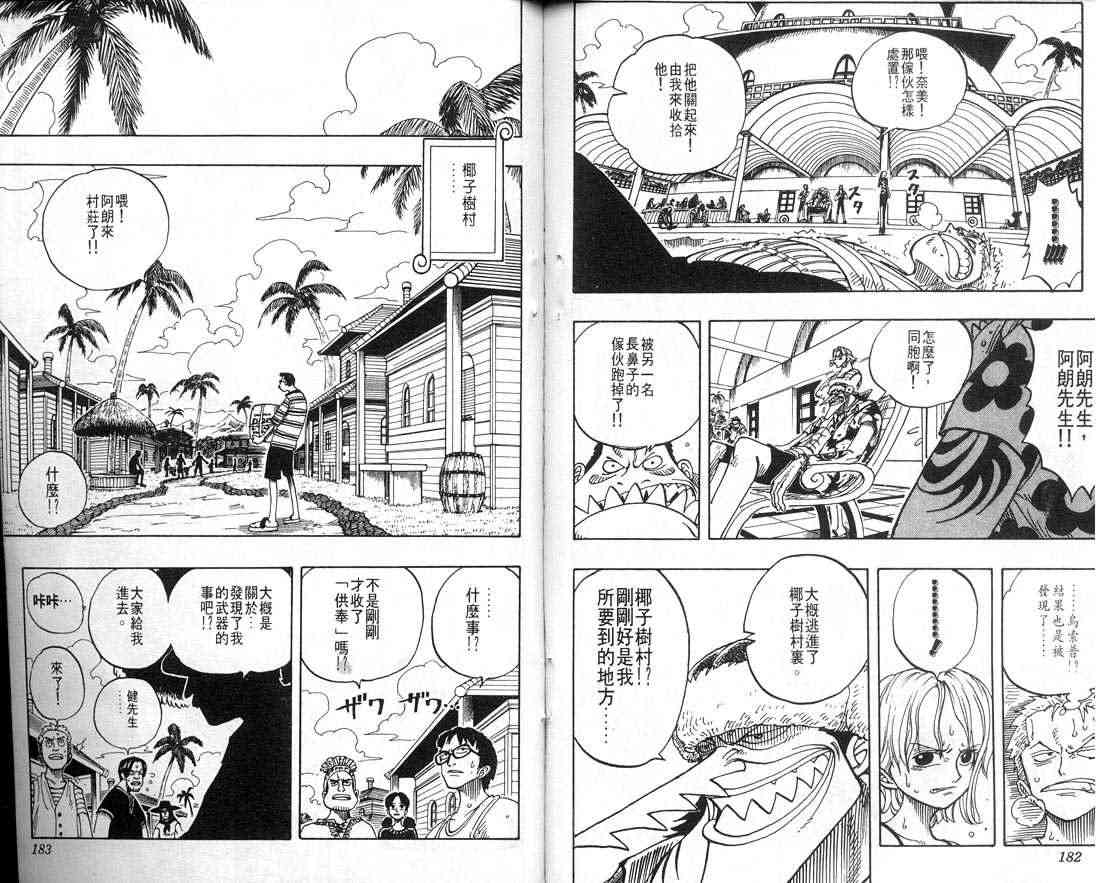 喂！奈美！
那傢伙怎樣
處置!?
把他關起來！
由我來收拾
他！
スタ
スタ
阿朗先生，
阿朗先生!!
怎麼了，
同胞啊！
被另一名
長鼻子的
傢伙跑掉了!!
……烏索普!?
結果也是被
發現了……
大概逃進了
椰子樹村裏。
椰子樹村!?
剛剛好是我
所要到的地方
……
182
椰子樹村
……
喂！
阿朗來
村莊了!!
什麼!?
……
什麼事!?
不是剛剛
才收了
「供奉」嗎!?
ザワ
ザワ…
大概是
關於…
發現了我
的武器的
事吧!?
大家給我
進去。
健先生
……
咔咔…
來了！
183